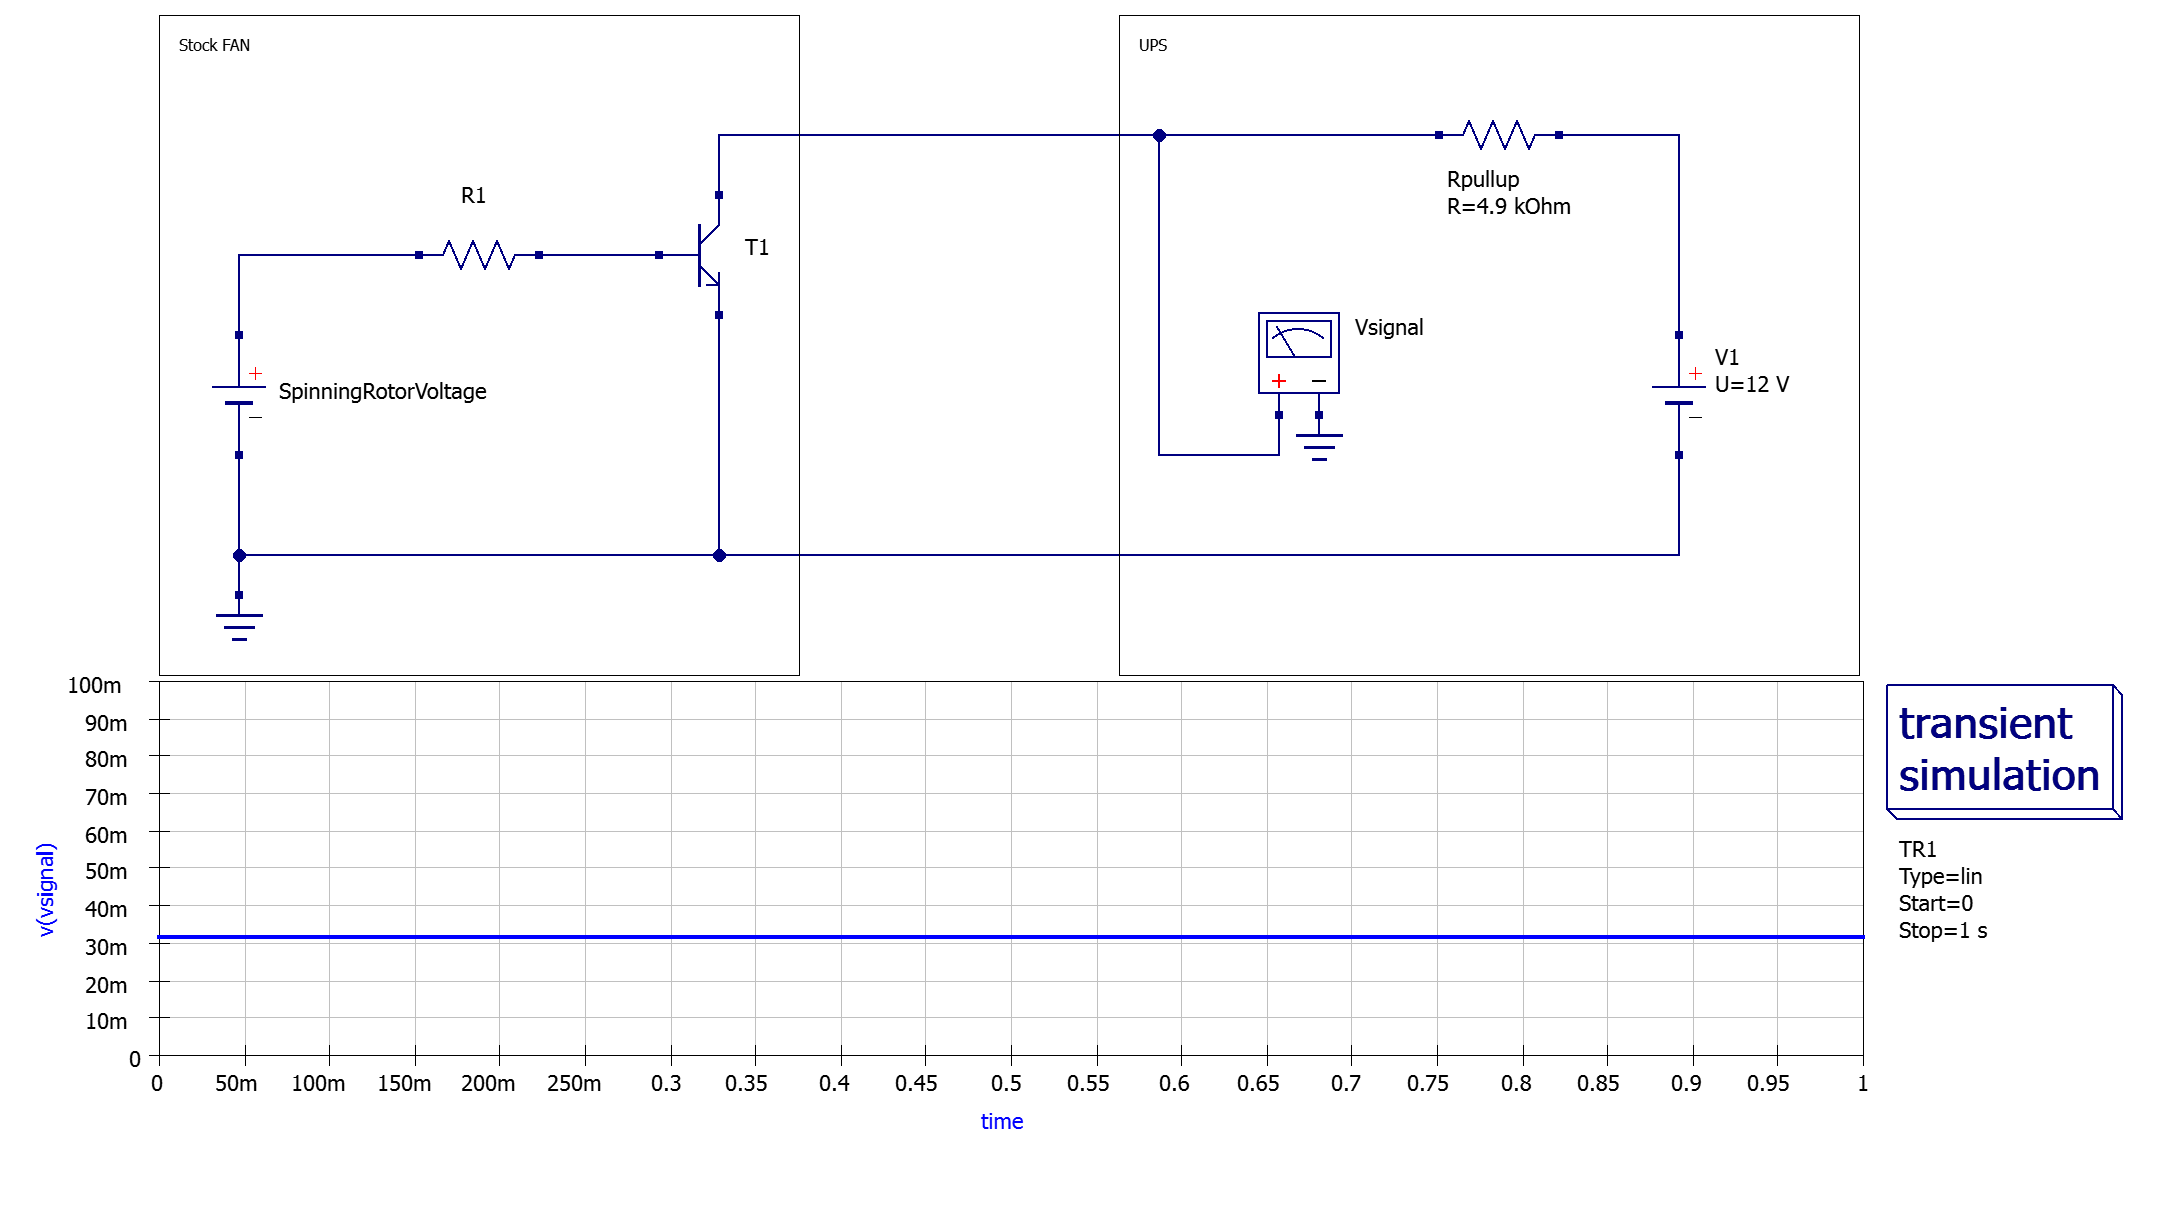 Stock FAN
UPS
R1
T1
SpinningRotorVoltage
+
−
Rpullup
R=4.9 kOhm
Vsignal
+ −
V1
U=12 V
+
−
100m
90m
80m
70m
60m
50m
40m
30m
20m
10m
0
v(vsignal)
0 50m 100m 150m 200m 250m 0.3 0.35 0.4 0.45 0.5 0.55 0.6 0.65 0.7 0.75 0.8 0.85 0.9 0.95 1
time
transient
simulation
TR1
Type=lin
Start=0
Stop=1 s